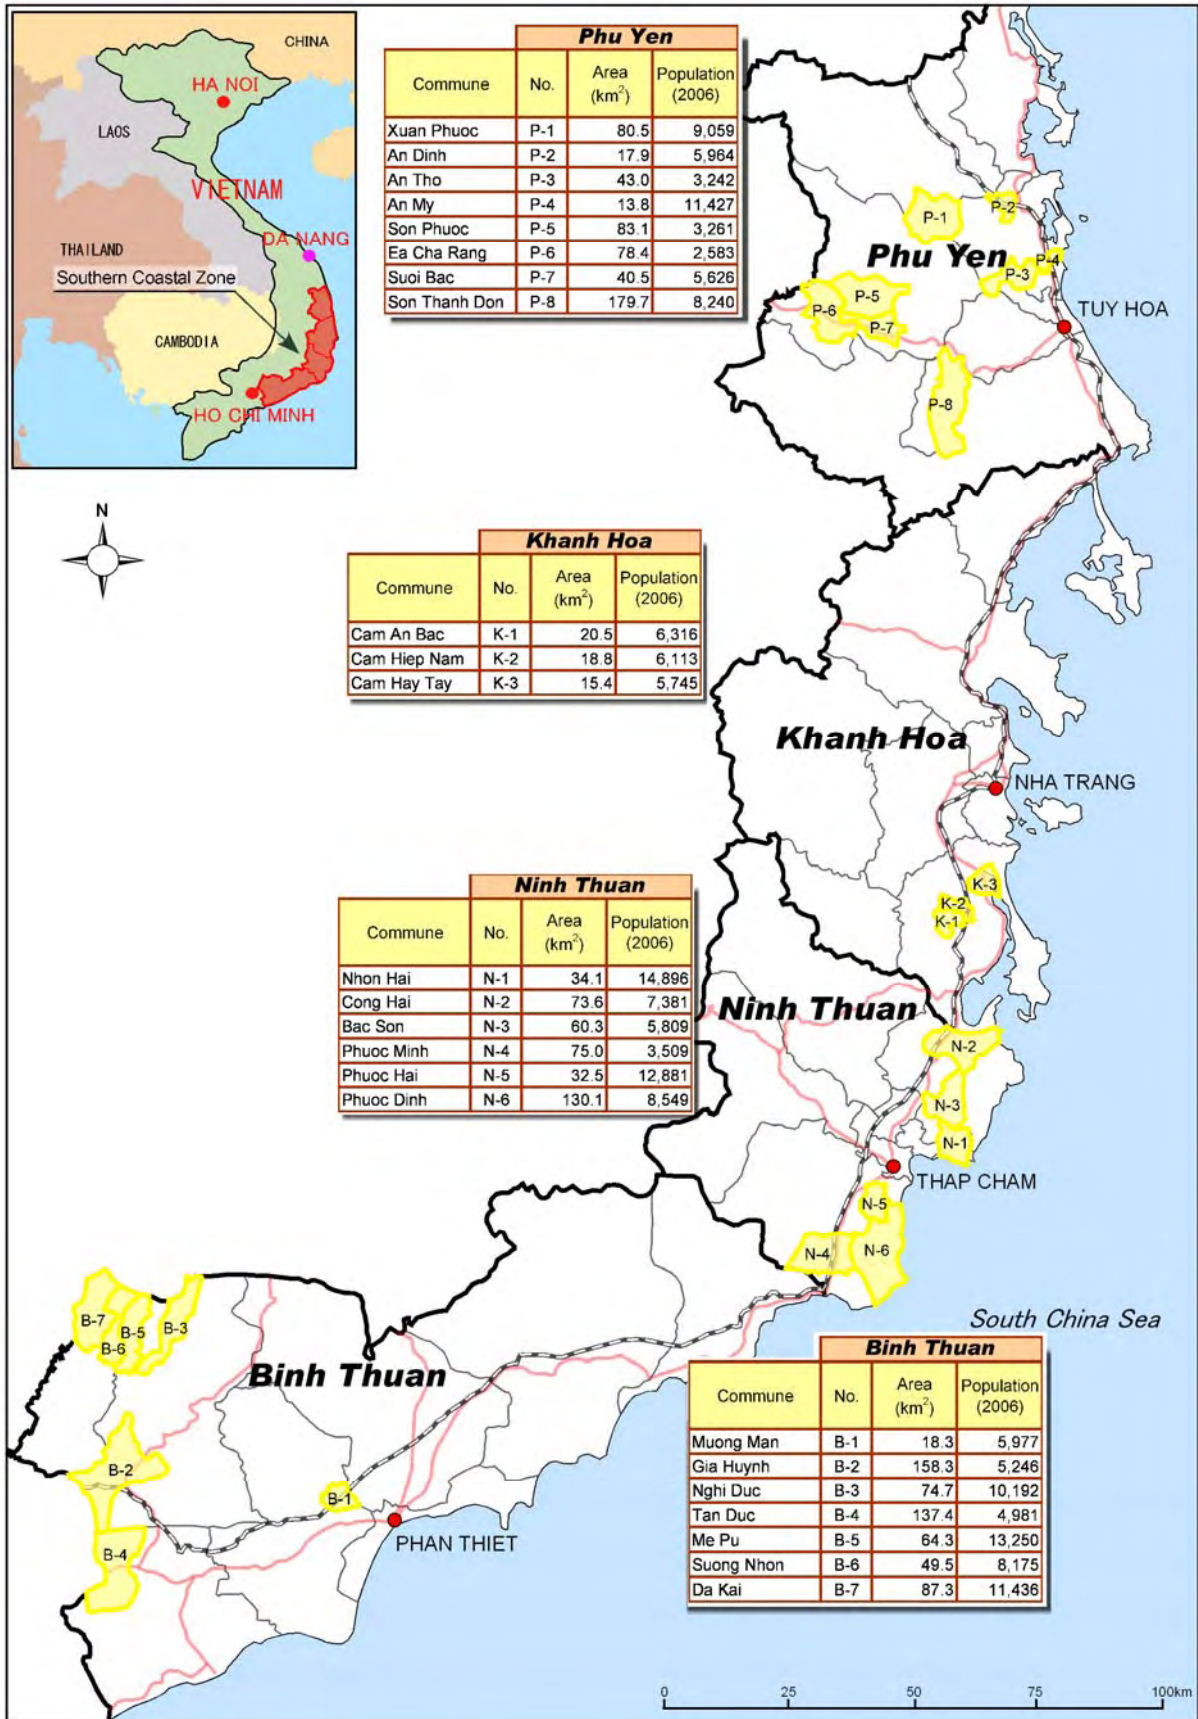 CHINA
HA NOI
LAOS
VIETNAM
DA NANG
THAILAND
Southern Coastal Zone
CAMBODIA
HO CHI MINH
N
Phu Yen
Commune No. Area (km²) Population (2006)
Xuan Phuoc P-1 80.5 9,059
An Dinh P-2 17.9 5,964
An Tho P-3 43.0 3,242
An My P-4 13.8 11,427
Son Phuoc P-5 83.1 3,261
Ea Cha Rang P-6 78.4 2,583
Suoi Bac P-7 40.5 5,626
Son Thanh Don P-8 179.7 8,240
P-1
P-2
Phu Yen
P-4
P-3
P-5
P-6
P-7
TUY HOA
P-8
Khanh Hoa
Commune No. Area (km²) Population (2006)
Cam An Bac K-1 20.5 6,316
Cam Hiep Nam K-2 18.8 6,113
Cam Hay Tay K-3 15.4 5,745
Khanh Hoa
NHA TRANG
K-3
K-2
K-1
Ninh Thuan
Commune No. Area (km²) Population (2006)
Nhon Hai N-1 34.1 14,896
Cong Hai N-2 73.6 7,381
Bac Son N-3 60.3 5,809
Phuoc Minh N-4 75.0 3,509
Phuoc Hai N-5 32.5 12,881
Phuoc Dinh N-6 130.1 8,549
Ninh Thuan
N-2
N-3
N-1
THAP CHAM
N-5
N-4
N-6
South China Sea
B-7
B-5
B-3
B-6
Binh Thuan
B-2
B-1
PHAN THIET
B-4
Binh Thuan
Commune No. Area (km²) Population (2006)
Muong Man B-1 18.3 5,977
Gia Huynh B-2 158.3 5,246
Nghi Duc B-3 74.7 10,192
Tan Duc B-4 137.4 4,981
Me Pu B-5 64.3 13,250
Suong Nhon B-6 49.5 8,175
Da Kai B-7 87.3 11,436
0 25 50 75 100km